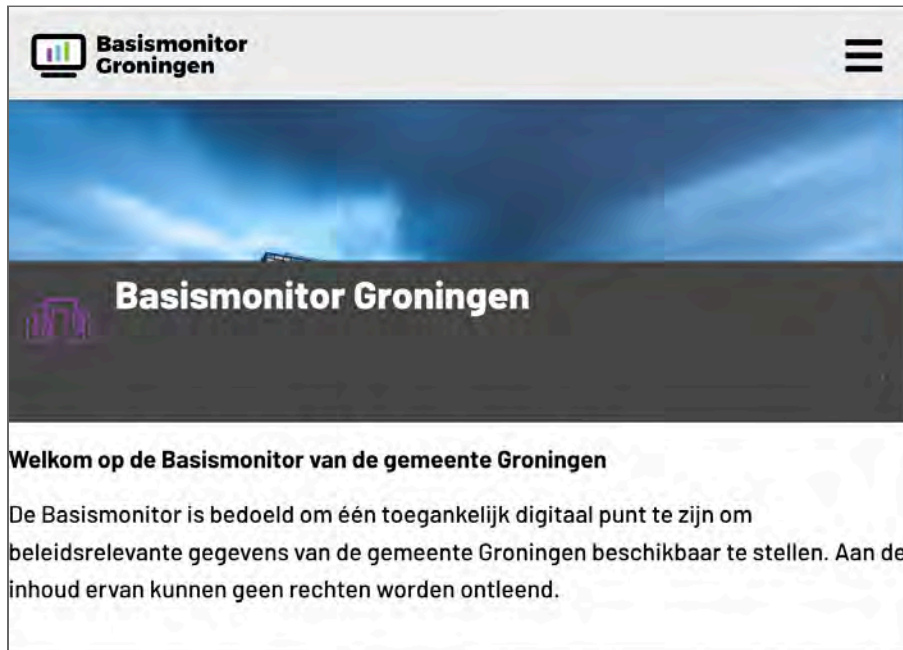 Basismonitor
Groningen
Basismonitor Groningen
Welkom op de Basismonitor van de gemeente Groningen
De Basismonitor is bedoeld om één toegankelijk digitaal punt te zijn om
beleidsrelevante gegevens van de gemeente Groningen beschikbaar te stellen. Aan de
inhoud ervan kunnen geen rechten worden ontleend.